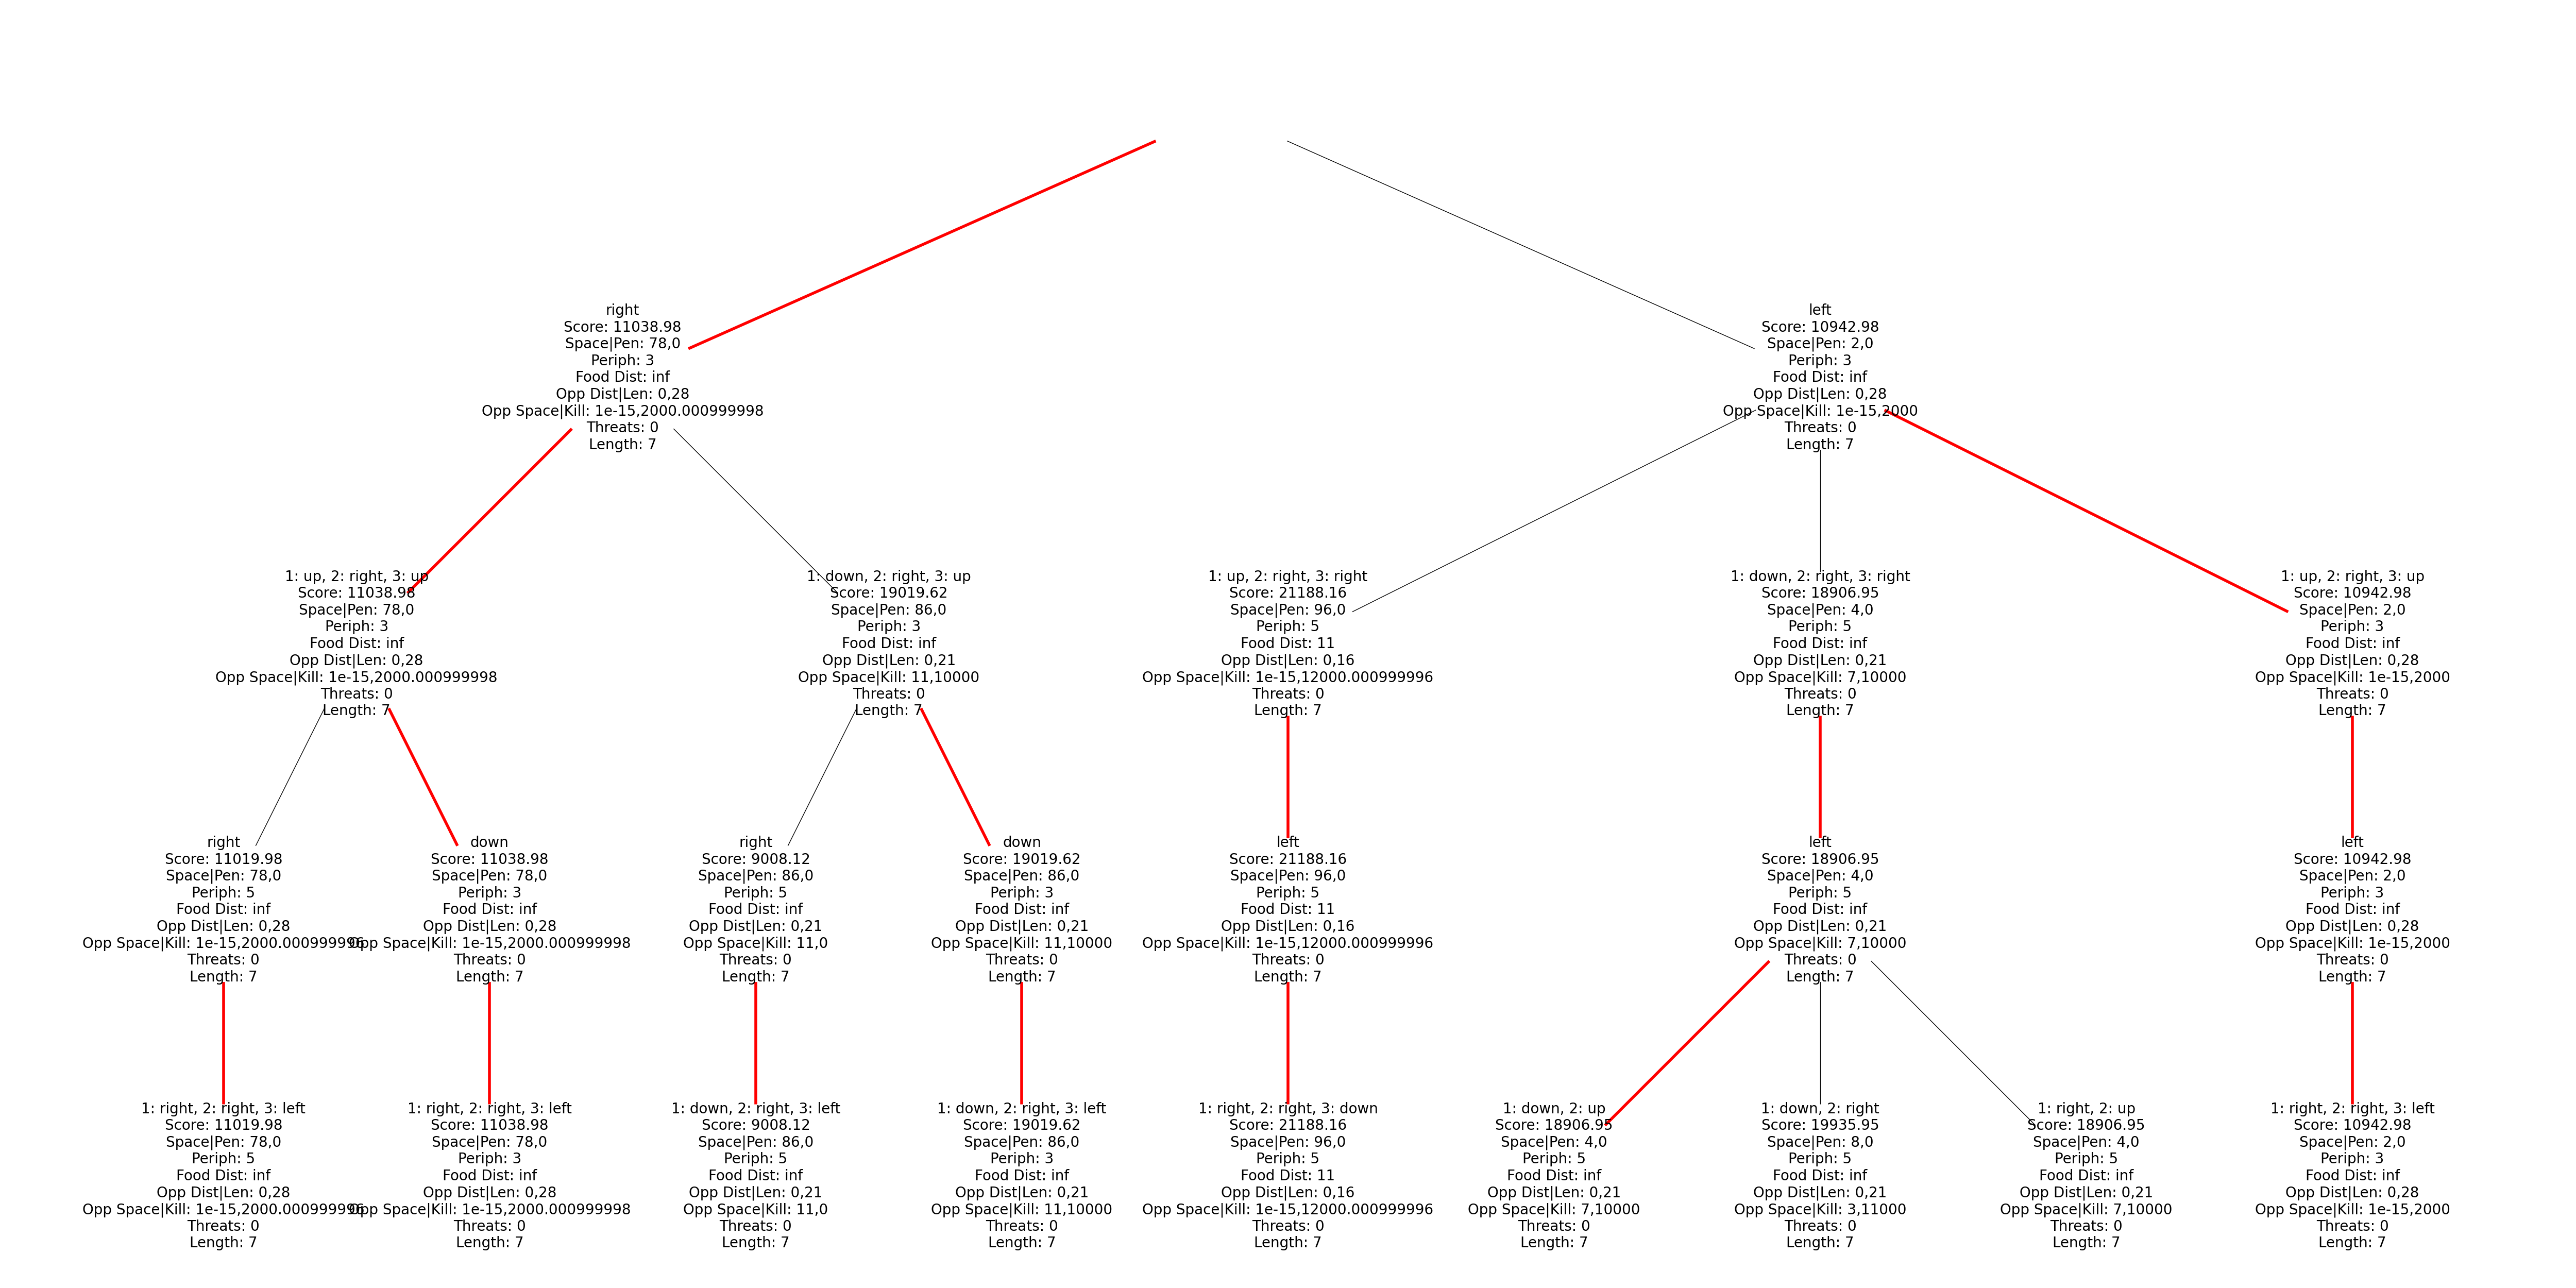 right
Score: 11038.98
Space|Pen: 78,0
Periph: 3
Food Dist: inf
Opp Dist|Len: 0,28
Opp Space|Kill: 1e-15,2000.000999998
Threats: 0
Length: 7
left
Score: 10942.98
Space|Pen: 2,0
Periph: 3
Food Dist: inf
Opp Dist|Len: 0,28
Opp Space|Kill: 1e-15,2000
Threats: 0
Length: 7
1: up, 2: right, 3: up
Score: 11038.98
Space|Pen: 78,0
Periph: 3
Food Dist: inf
Opp Dist|Len: 0,28
Opp Space|Kill: 1e-15,2000.000999998
Threats: 0
Length: 7
1: down, 2: right, 3: up
Score: 19019.62
Space|Pen: 86,0
Periph: 3
Food Dist: inf
Opp Dist|Len: 0,21
Opp Space|Kill: 11,10000
Threats: 0
Length: 7
1: up, 2: right, 3: right
Score: 21188.16
Space|Pen: 96,0
Periph: 5
Food Dist: 11
Opp Dist|Len: 0,16
Opp Space|Kill: 1e-15,12000.000999996
Threats: 0
Length: 7
1: down, 2: right, 3: right
Score: 18906.95
Space|Pen: 4,0
Periph: 5
Food Dist: inf
Opp Dist|Len: 0,21
Opp Space|Kill: 7,10000
Threats: 0
Length: 7
1: up, 2: right, 3: up
Score: 10942.98
Space|Pen: 2,0
Periph: 3
Food Dist: inf
Opp Dist|Len: 0,28
Opp Space|Kill: 1e-15,2000
Threats: 0
Length: 7
right
Score: 11019.98
Space|Pen: 78,0
Periph: 5
Food Dist: inf
Opp Dist|Len: 0,28
Opp Space|Kill: 1e-15,2000.000999996
Threats: 0
Length: 7
down
Score: 11038.98
Space|Pen: 78,0
Periph: 3
Food Dist: inf
Opp Dist|Len: 0,28
Opp Space|Kill: 1e-15,2000.000999998
Threats: 0
Length: 7
right
Score: 9008.12
Space|Pen: 86,0
Periph: 5
Food Dist: inf
Opp Dist|Len: 0,21
Opp Space|Kill: 11,0
Threats: 0
Length: 7
down
Score: 19019.62
Space|Pen: 86,0
Periph: 3
Food Dist: inf
Opp Dist|Len: 0,21
Opp Space|Kill: 11,10000
Threats: 0
Length: 7
left
Score: 21188.16
Space|Pen: 96,0
Periph: 5
Food Dist: 11
Opp Dist|Len: 0,16
Opp Space|Kill: 1e-15,12000.000999996
Threats: 0
Length: 7
left
Score: 18906.95
Space|Pen: 4,0
Periph: 5
Food Dist: inf
Opp Dist|Len: 0,21
Opp Space|Kill: 7,10000
Threats: 0
Length: 7
left
Score: 10942.98
Space|Pen: 2,0
Periph: 3
Food Dist: inf
Opp Dist|Len: 0,28
Opp Space|Kill: 1e-15,2000
Threats: 0
Length: 7
1: right, 2: right, 3: left
Score: 11019.98
Space|Pen: 78,0
Periph: 5
Food Dist: inf
Opp Dist|Len: 0,28
Opp Space|Kill: 1e-15,2000.000999996
Threats: 0
Length: 7
1: right, 2: right, 3: left
Score: 11038.98
Space|Pen: 78,0
Periph: 3
Food Dist: inf
Opp Dist|Len: 0,28
Opp Space|Kill: 1e-15,2000.000999998
Threats: 0
Length: 7
1: down, 2: right, 3: left
Score: 9008.12
Space|Pen: 86,0
Periph: 5
Food Dist: inf
Opp Dist|Len: 0,21
Opp Space|Kill: 11,0
Threats: 0
Length: 7
1: down, 2: right, 3: left
Score: 19019.62
Space|Pen: 86,0
Periph: 3
Food Dist: inf
Opp Dist|Len: 0,21
Opp Space|Kill: 11,10000
Threats: 0
Length: 7
1: right, 2: right, 3: down
Score: 21188.16
Space|Pen: 96,0
Periph: 5
Food Dist: 11
Opp Dist|Len: 0,16
Opp Space|Kill: 1e-15,12000.000999996
Threats: 0
Length: 7
1: down, 2: up
Score: 18906.95
Space|Pen: 4,0
Periph: 5
Food Dist: inf
Opp Dist|Len: 0,21
Opp Space|Kill: 7,10000
Threats: 0
Length: 7
1: down, 2: right
Score: 19935.95
Space|Pen: 8,0
Periph: 5
Food Dist: inf
Opp Dist|Len: 0,21
Opp Space|Kill: 3,11000
Threats: 0
Length: 7
1: right, 2: up
Score: 18906.95
Space|Pen: 4,0
Periph: 5
Food Dist: inf
Opp Dist|Len: 0,21
Opp Space|Kill: 7,10000
Threats: 0
Length: 7
1: right, 2: right, 3: left
Score: 10942.98
Space|Pen: 2,0
Periph: 3
Food Dist: inf
Opp Dist|Len: 0,28
Opp Space|Kill: 1e-15,2000
Threats: 0
Length: 7